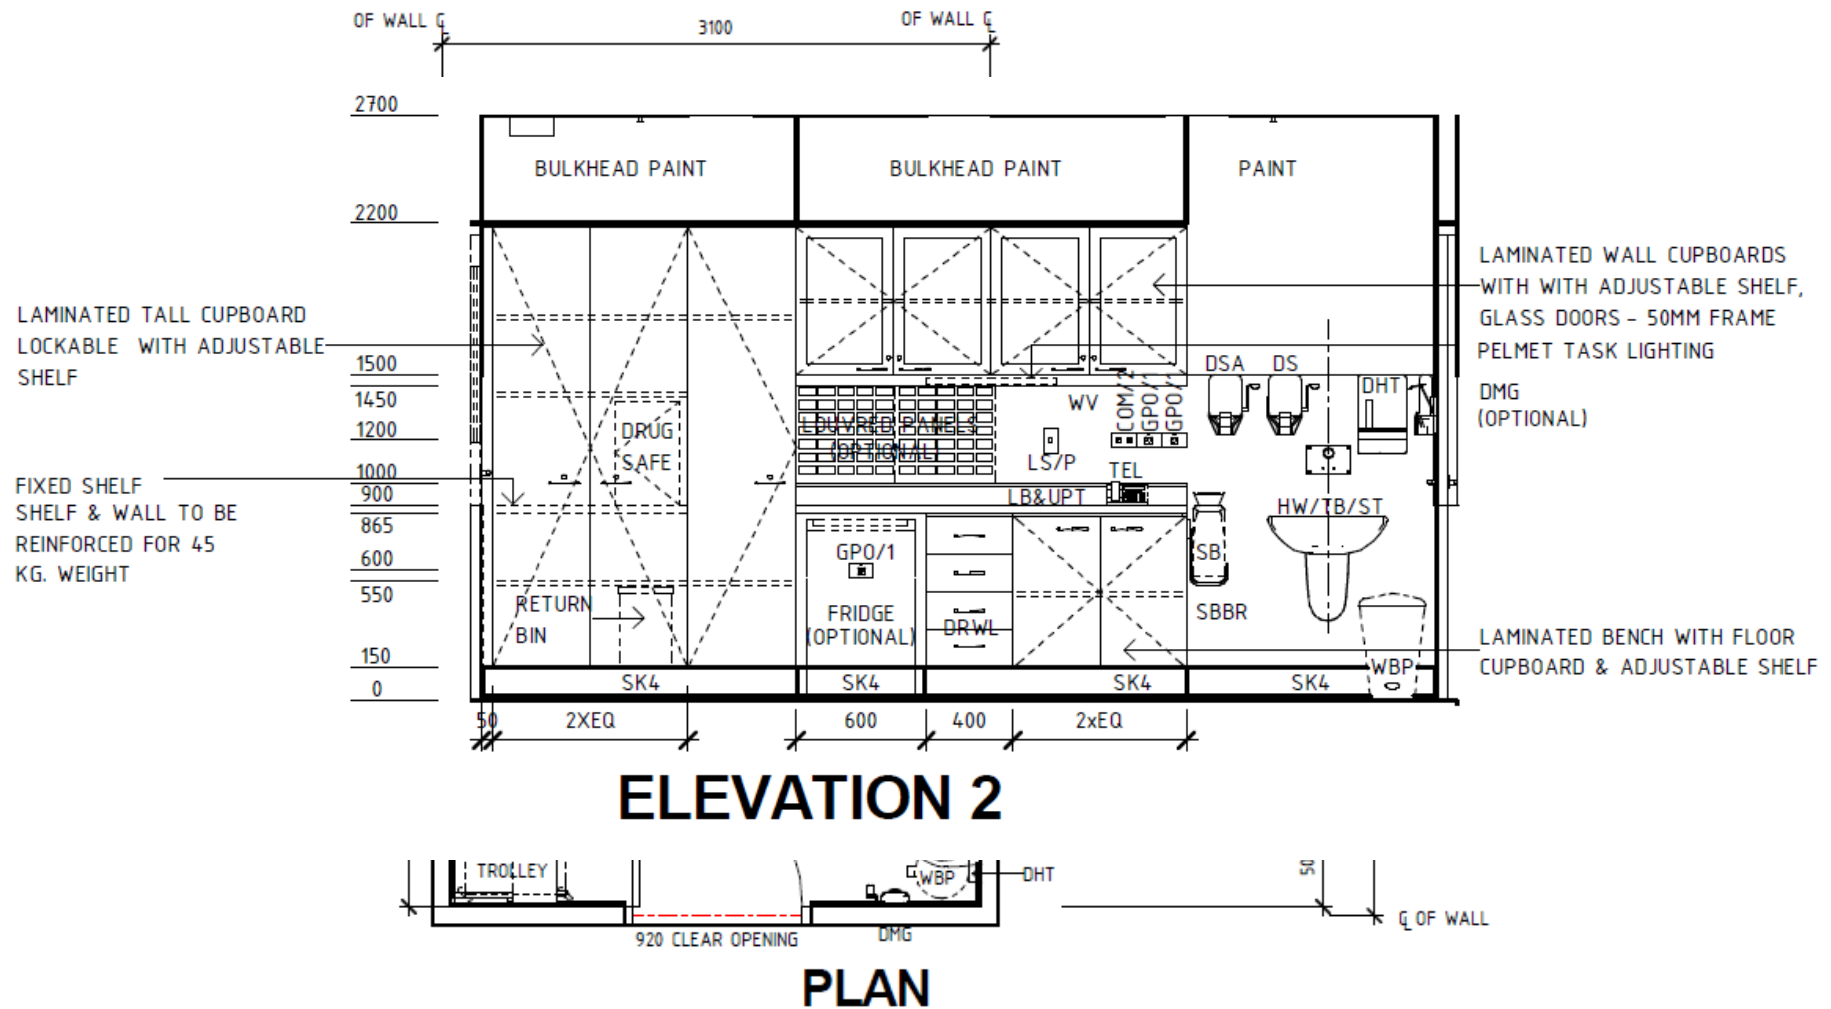 OF WALL ℄
3100
OF WALL ℄
2700
2200
1500
1450
1200
1000
900
865
600
550
150
0
BULKHEAD PAINT
BULKHEAD PAINT
PAINT
LAMINATED TALL CUPBOARD
LOCKABLE WITH ADJUSTABLE
SHELF
FIXED SHELF
SHELF & WALL TO BE
REINFORCED FOR 45
KG. WEIGHT
LAMINATED WALL CUPBOARDS
WITH WITH ADJUSTABLE SHELF,
GLASS DOORS - 50MM FRAME
PELMET TASK LIGHTING
DMG
(OPTIONAL)
LAMINATED BENCH WITH FLOOR
CUPBOARD & ADJUSTABLE SHELF
DRUG
SAFE
RETURN
BIN
LOUVRED PANELS
(OPTIONAL)
WV
COM/2
GPO/1
GPO/1
LS/P
TEL
LB&UPT
DSA
DS
DHT
HW/TB/ST
SB
SBBR
WBP
GPO/1
FRIDGE
(OPTIONAL)
DRWL
SK4
SK4
SK4
SK4
50
2XEQ
600
400
2xEQ
ELEVATION 2
TROLLEY
WBP
DHT
50
℄ OF WALL
920 CLEAR OPENING
DMG
PLAN